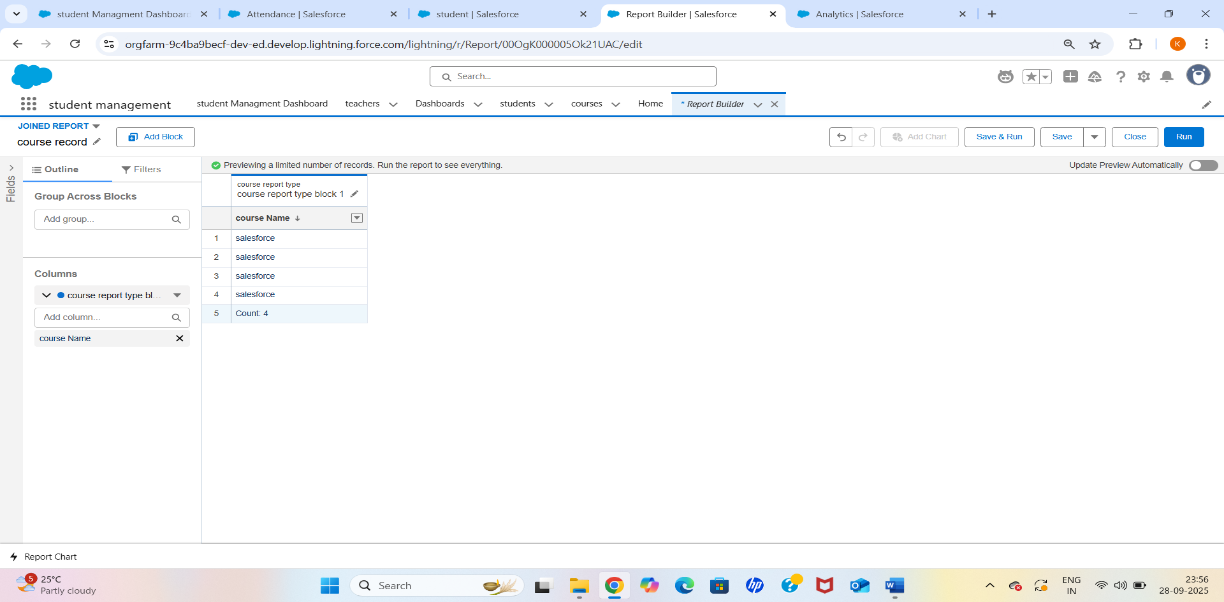 student Managment Dashboar
Attendance | Salesforce
student | Salesforce
Report Builder | Salesforce
Analytics | Salesforce
orgfarm-9c4ba9becf-dev-ed.develop.lightning.force.com/lightning/r/Report/00OgK000005Ok21UAC/edit
K
Search...
student management
student Managment Dashboard
teachers
Dashboards
students
courses
Home
* Report Builder
JOINED REPORT
course record
Add Block
Add Chart
Save & Run
Save
Close
Run
Fields
Outline
Filters
Previewing a limited number of records. Run the report to see everything.
Update Preview Automatically
Group Across Blocks
Add group...
Columns
course report type bl...
Add column...
course Name
course report type
course report type block 1
course Name
1 salesforce
2 salesforce
3 salesforce
4 salesforce
5 Count: 4
Report Chart
5
25°C
Partly cloudy
Search
ENG
IN
23:56
28-09-2025